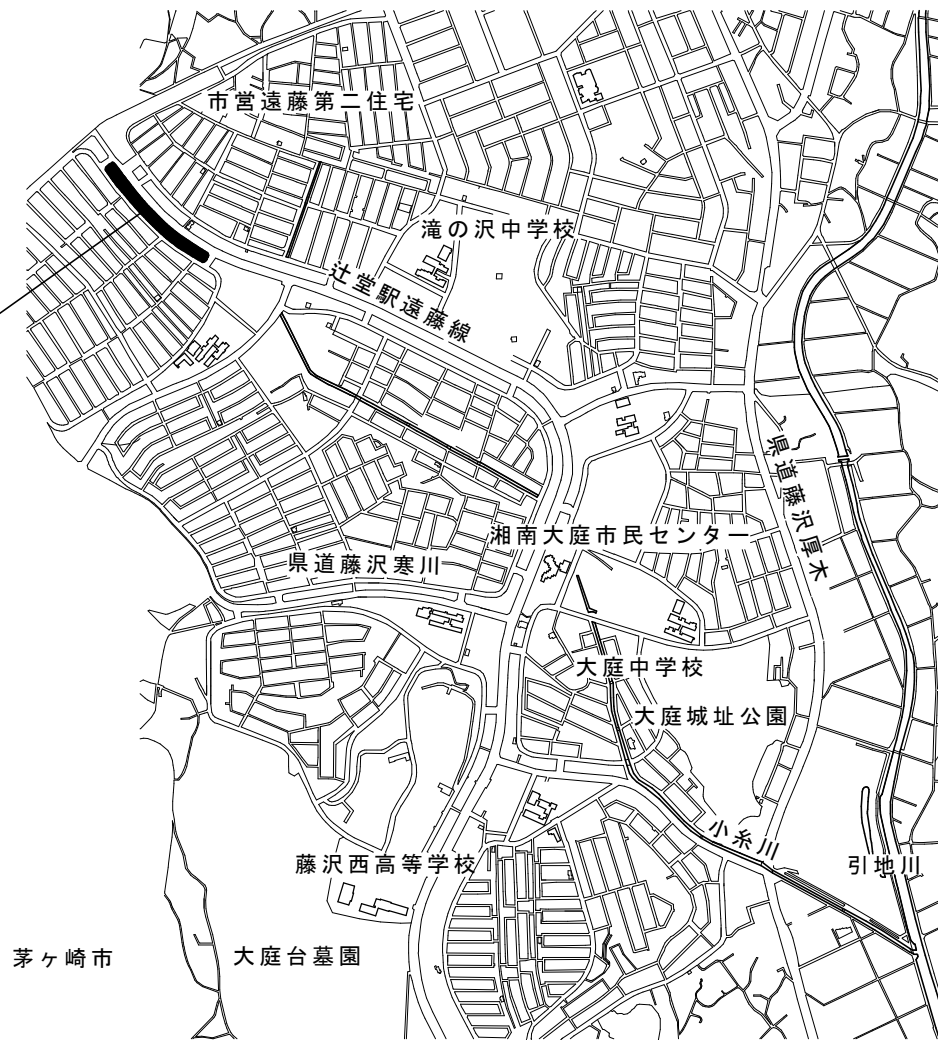 市営遠藤第二住宅
滝の沢中学校
辻堂駅遠藤線
県道藤沢厚木
湘南大庭市民センター
県道藤沢寒川
大庭中学校
大庭城址公園
小糸川
藤沢西高等学校
引地川
茅ヶ崎市
大庭台墓園